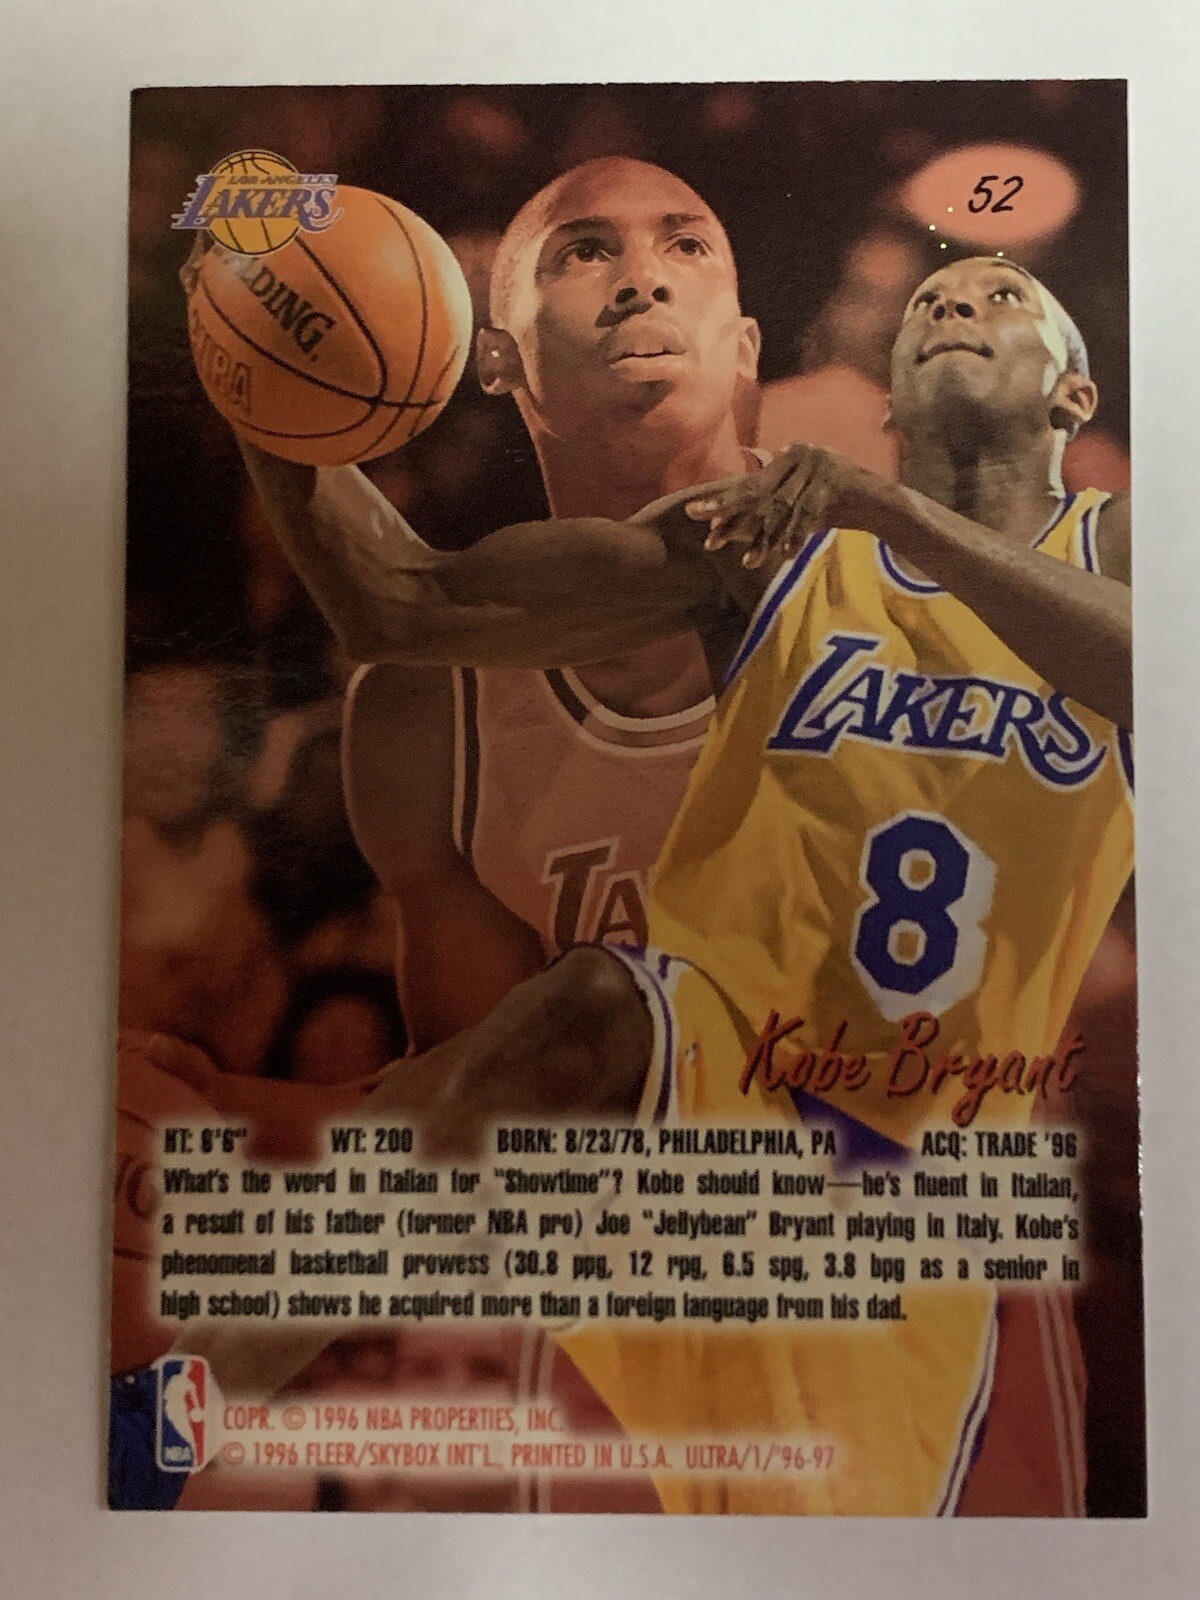 LOS ANGELES
LAKERS
52
LDING.
LAKERS
8
Kobe Bryant
HT: 6'6" WT: 200 BORN: 8/23/78, PHILADELPHIA, PA ACQ: TRADE '96
What's the word in Italian for "Showtime"? Kobe should know—he's fluent in Italian,
a result of his father (former NBA pro) Joe "Jellybean" Bryant playing in Italy. Kobe's
phenomenal basketball prowess (30.8 ppg, 12 rpg, 6.5 spg, 3.8 bpg as a senior in
high school) shows he acquired more than a foreign language from his dad.
NBA
COPR. © 1996 NBA PROPERTIES, INC.
© 1996 FLEER/SKYBOX INT'L., PRINTED IN U.S.A. ULTRA/1/'96-97